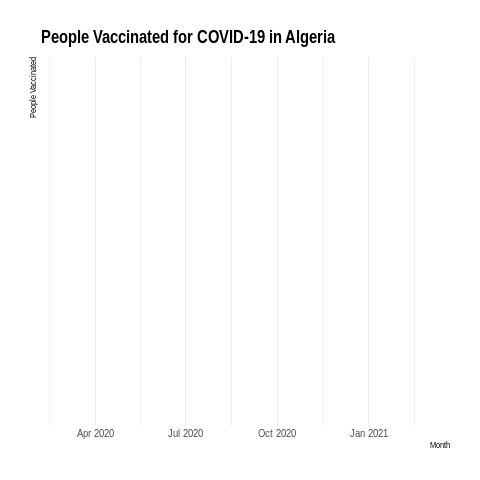 People Vaccinated for COVID-19 in Algeria
People Vaccinated
Apr 2020
Jul 2020
Oct 2020
Jan 2021
Month